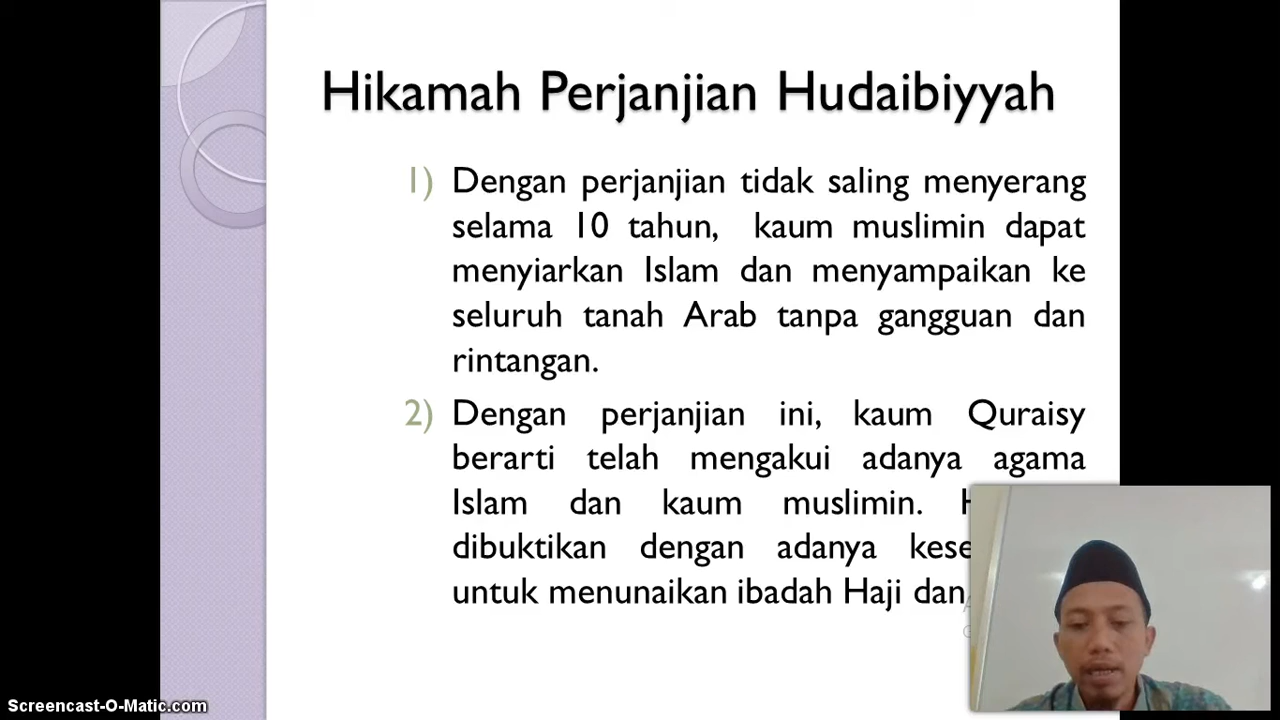 Hikamah Perjanjian Hudaibiyyah
1) Dengan perjanjian tidak saling menyerang
selama 10 tahun, kaum muslimin dapat
menyiarkan Islam dan menyampaikan ke
seluruh tanah Arab tanpa gangguan dan
rintangan.
2) Dengan perjanjian ini, kaum Quraisy
berarti telah mengakui adanya agama
Islam dan kaum muslimin.
dibuktikan dengan adanya
untuk menunaikan ibadah Haji dan
Screencast-O-Matic.com